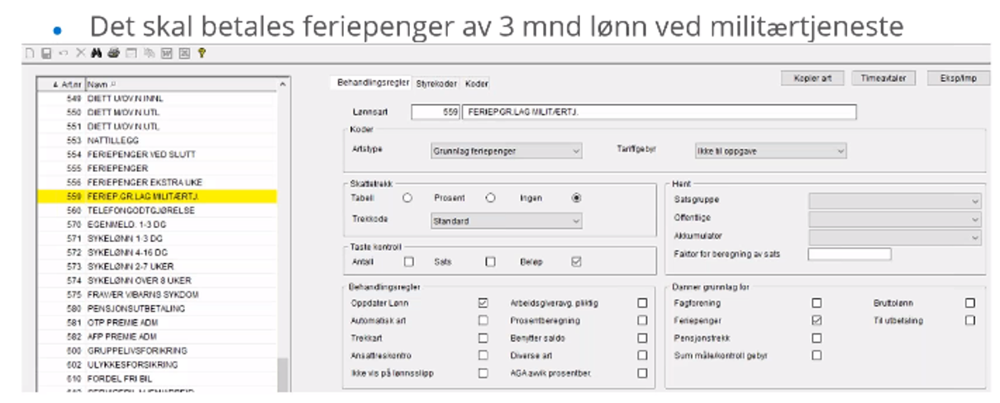 • Det skal betales feriepenger av 3 mnd lønn ved militærtjeneste
Art.nr Navn
Behandlingsregler Styrekoder Koder
Kopier art Timeavtaler Eksp/Imp
549 DIETT U/OV.N INNL
550 DIETT M/OV.N UTL
551 DIETT U/OV.N UTL
553 NATTILLEGG
554 FERIEPENGER VED SLUTT
555 FERIEPENGER
556 FERIEPENGER EKSTRA UKE
559 FERIEP.GR.LAG MILITÆRTJ.
560 TELEFONGODTGJØRELSE
570 EGENMELD. 1-3 DG
571 SYKELØNN 1-3 DG
572 SYKELØNN 4-16 DG
573 SYKELØNN 2-7 UKER
574 SYKELØNN OVER 8 UKER
575 FRAVÆR V/BARNS SYKDOM
580 PENSJONSUTBETALING
581 OTP PREMIE ADM
582 AFP PREMIE ADM
600 GRUPPELIVSFORIKRING
602 ULYKKESFORSIKRING
610 FORDEL FRI BIL
Lønnsart 559 FERIEP.GR.LAG MILITÆRTJ.
Koder
Artstype Grunnlag feriepenger Tariffgebyr Ikke til oppgave
Skattetrekk
Tabell Prosent Ingen
Trekkode Standard
Hent
Satsgruppe
Offentlige
Akkumulator
Faktor for beregning av sats
Taste kontroll
Antall Sats Beløp
Behandlingsregler
Oppdater Lønn Arbeidsgiveravg. pliktig
Automatisk art Prosentberegning
Trekkart Benytter saldo
Ansattreskontro Diverse art
Ikke vis på lønnsslipp AGA avvik prosentber.
Danner grunnlag for
Fagforening Bruttolønn
Feriepenger Til utbetaling
Pensjonstrekk
Sum måle/kontroll gebyr